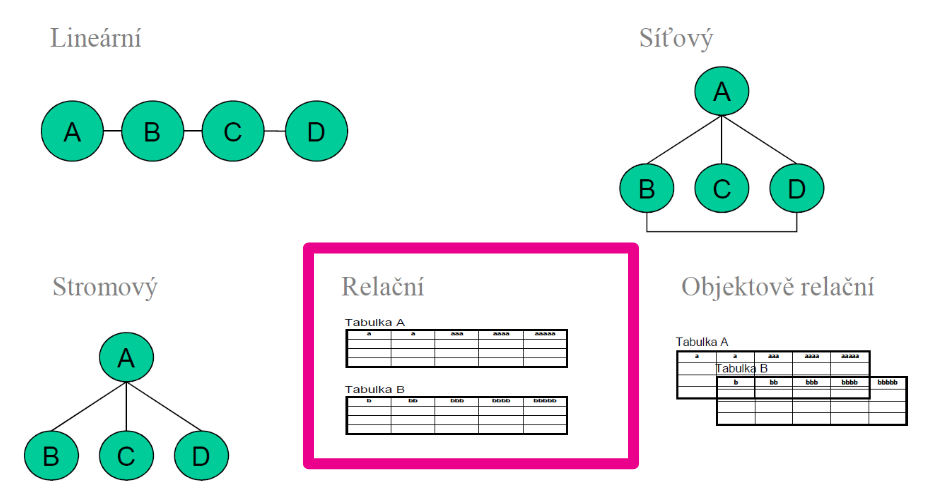 Lineární
A B C D
Síťový
A
B C D
Stromový
A
B C D
Relační
Tabulka A
a a aaa aaaa aaaaa
Tabulka B
b bb bbb bbbb bbbbb
Objektově relační
Tabulka A
a a aaa aaaa aaaaa
Tabulka B
b bb bbb bbbb bbbbb